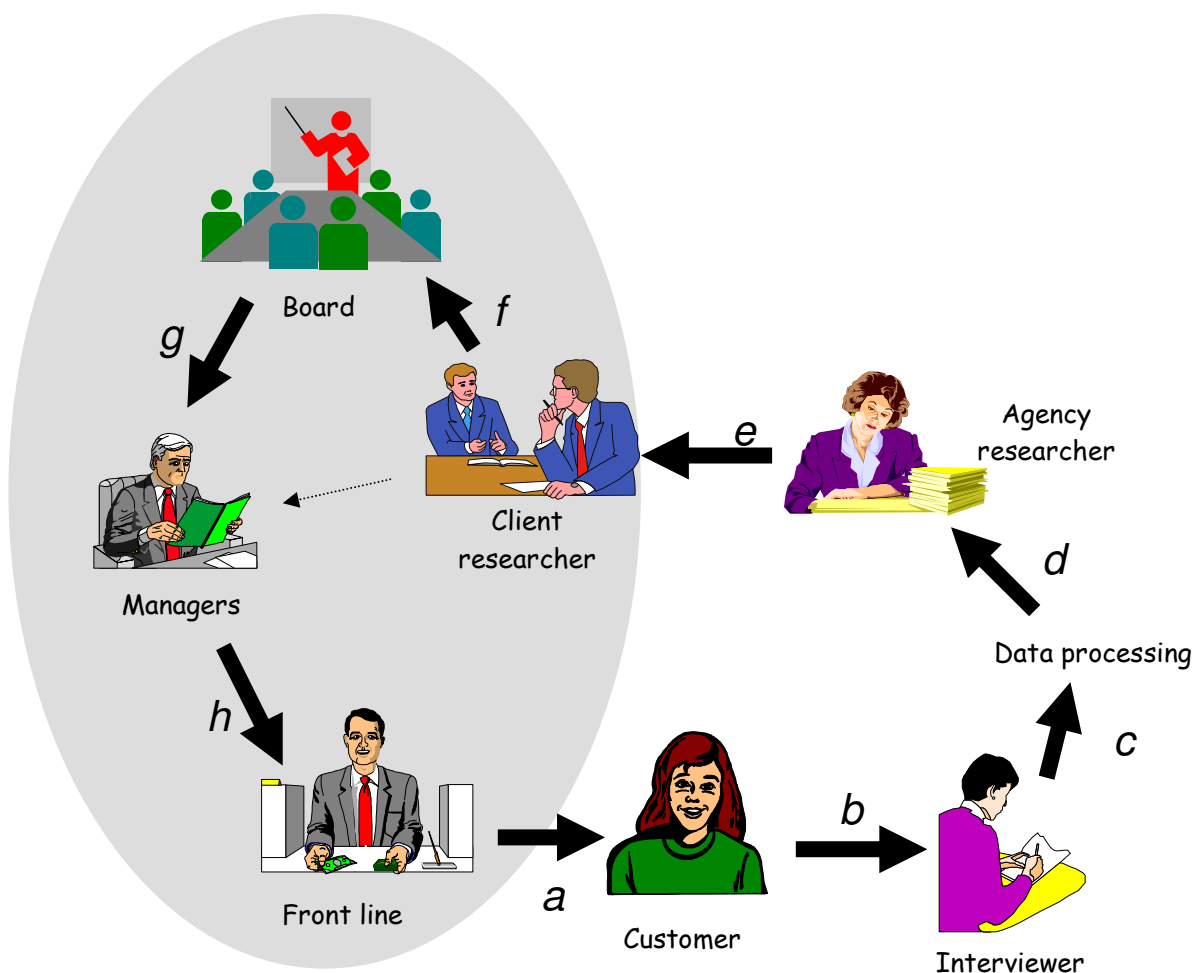 Board
f
g
Agency
researcher
e
Client
researcher
d
Managers
Data processing
h
c
b
a
Front line
Customer
Interviewer